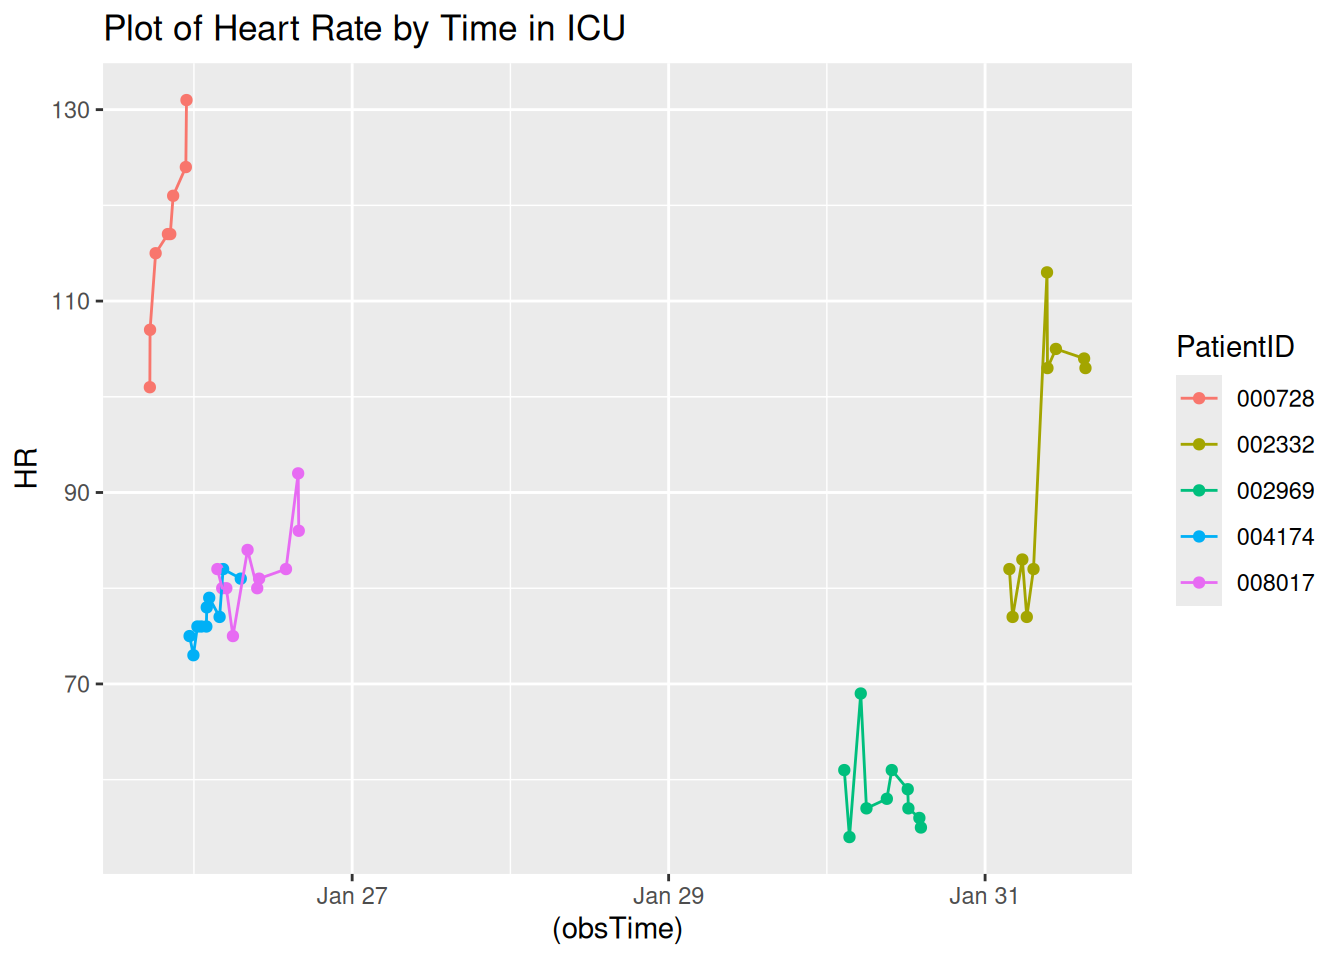 Plot of Heart Rate by Time in ICU
130
110
90
70
HR
Jan 27
Jan 29
Jan 31
(obsTime)
PatientID
000728
002332
002969
004174
008017